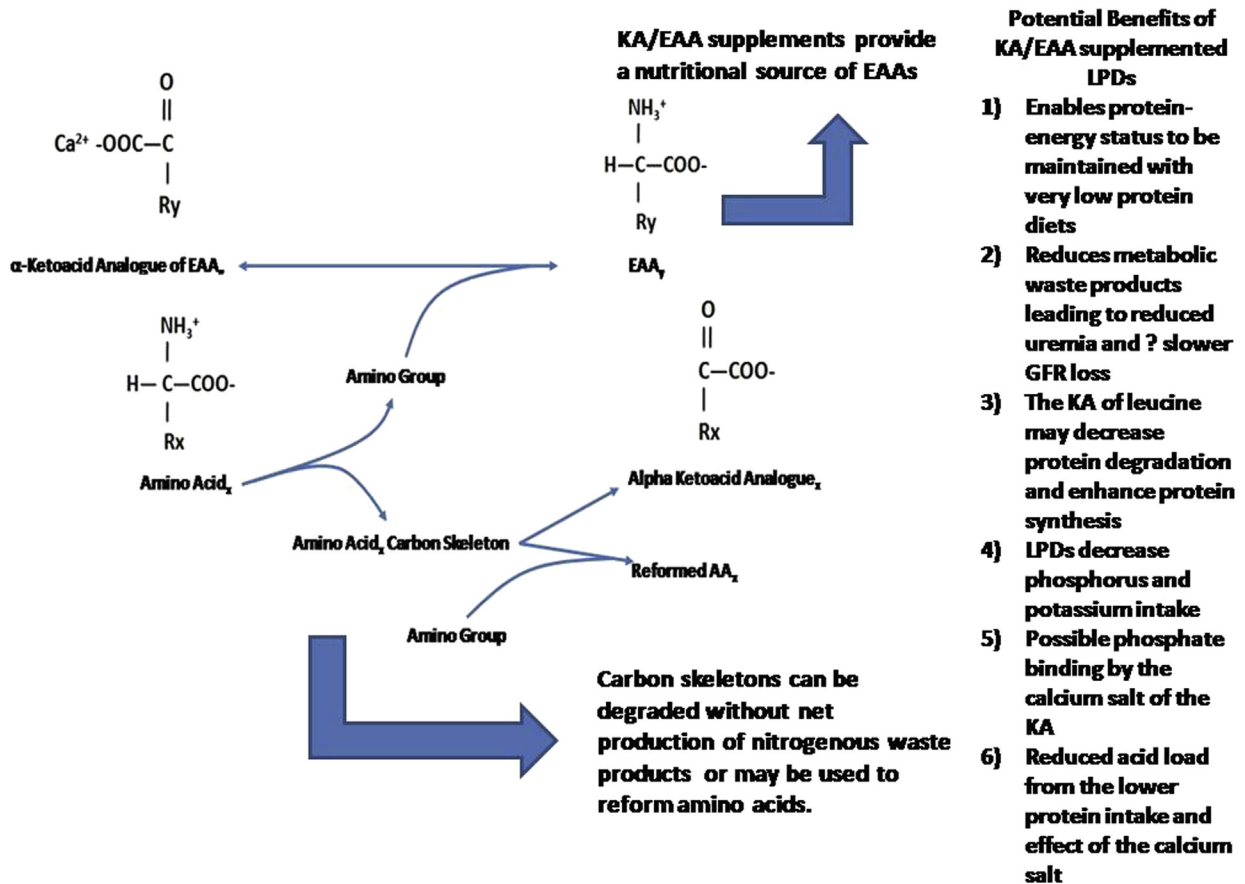 KA/EAA supplements provide
a nutritional source of EAAs
O
||
Ca²⁺ -OOC—C
|
Ry
α-Ketoacid Analogue of EAAᵧ
NH₃⁺
|
H—C—COO-
|
Ry
EAAᵧ
NH₃⁺
|
H—C—COO-
|
Rx
Amino Acidₓ
Amino Group
O
||
C—COO-
|
Rx
Alpha Ketoacid Analogueₓ
Amino Acidₓ Carbon Skeleton
Reformed AAₓ
Amino Group
Carbon skeletons can be
degraded without net
production of nitrogenous waste
products or may be used to
reform amino acids.
Potential Benefits of
KA/EAA supplemented
LPDs
1) Enables protein-
energy status to be
maintained with
very low protein
diets
2) Reduces metabolic
waste products
leading to reduced
uremia and ? slower
GFR loss
3) The KA of leucine
may decrease
protein degradation
and enhance protein
synthesis
4) LPDs decrease
phosphorus and
potassium intake
5) Possible phosphate
binding by the
calcium salt of the
KA
6) Reduced acid load
from the lower
protein intake and
effect of the calcium
salt